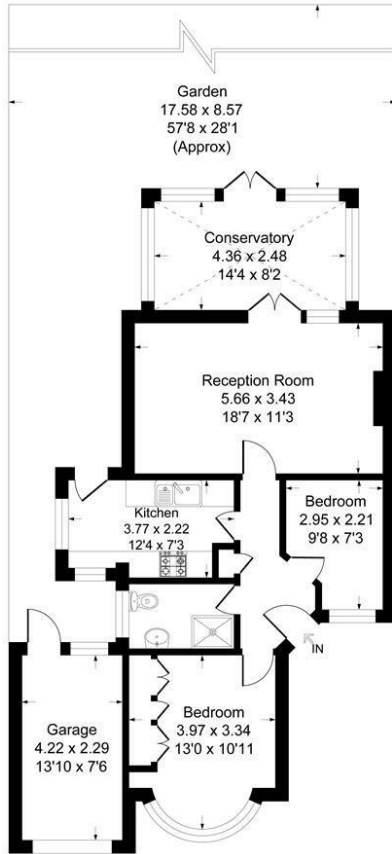 Garden
17.58 x 8.57
57'8 x 28'1
(Approx)
Conservatory
4.36 x 2.48
14'4 x 8'2
Reception Room
5.66 x 3.43
18'7 x 11'3
Kitchen
3.77 x 2.22
12'4 x 7'3
Bedroom
2.95 x 2.21
9'8 x 7'3
IN
Garage
4.22 x 2.29
13'10 x 7'6
Bedroom
3.97 x 3.34
13'0 x 10'11